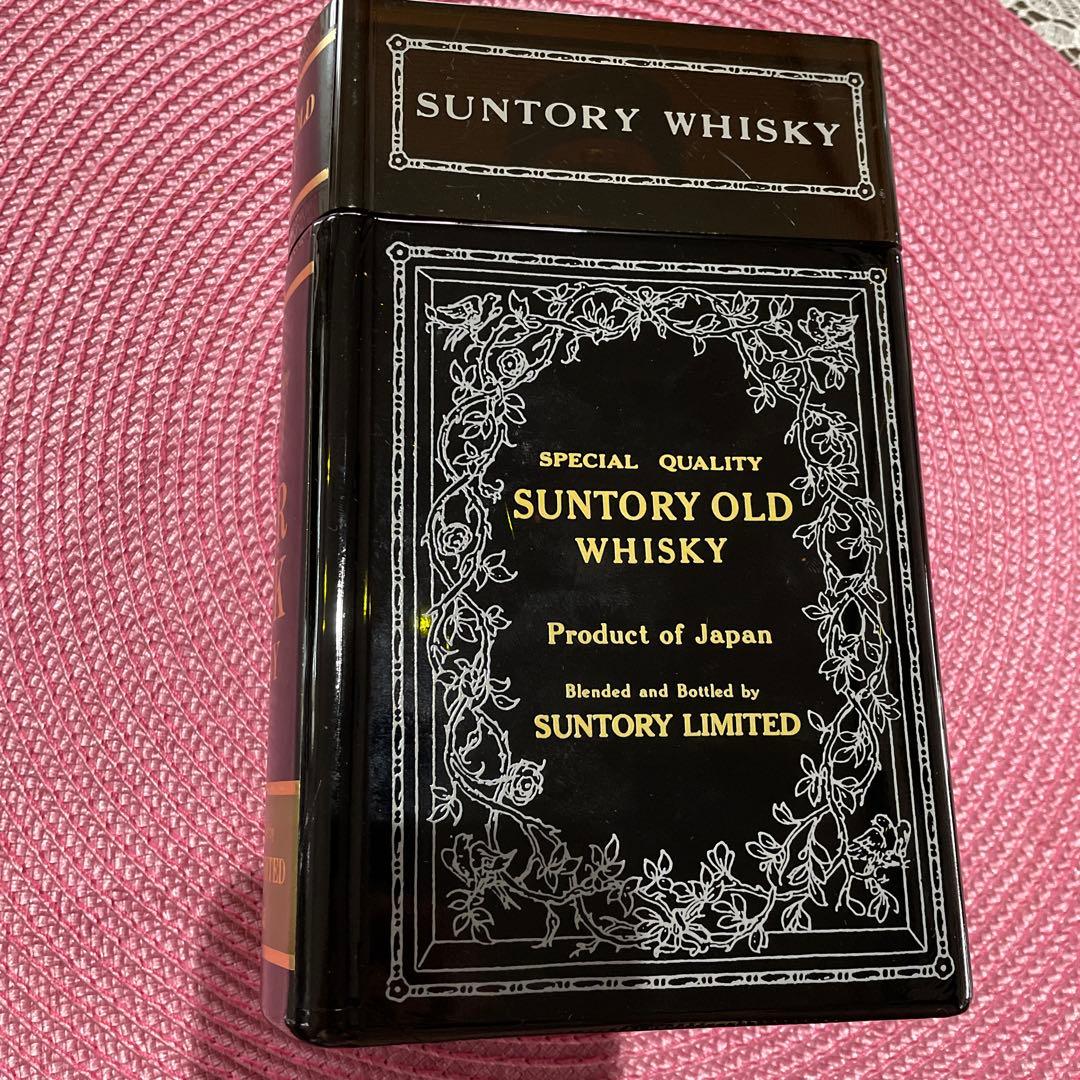 SUNTORY WHISKY
SPECIAL QUALITY
SUNTORY OLD
WHISKY
Product of Japan
Blended and Bottled by
SUNTORY LIMITED